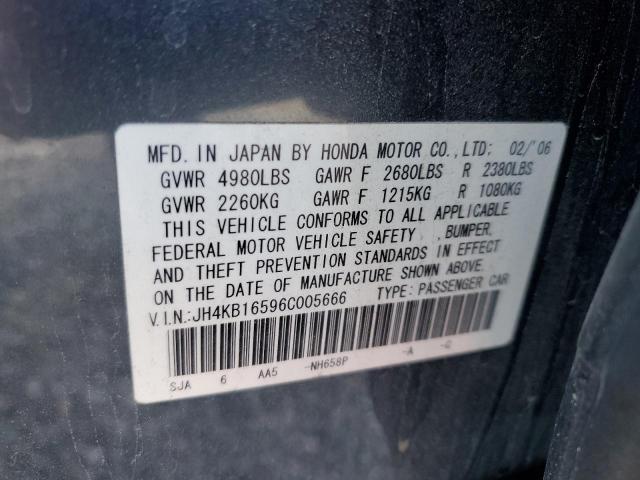 MFD. IN JAPAN BY HONDA MOTOR CO., LTD: 02/'06
GVWR 4980LBS GAWR F 2680LBS R 2380LBS
GVWR 2260KG GAWR F 1215KG R 1080KG
THIS VEHICLE CONFORMS TO ALL APPLICABLE
FEDERAL MOTOR VEHICLE SAFETY , BUMPER,
AND THEFT PREVENTION STANDARDS IN EFFECT
ON THE DATE OF MANUFACTURE SHOWN ABOVE.
V.I.N.:JH4KB16596C005666 TYPE: PASSENGER CAR
SJA 6 AA5 -NH658P -A -C